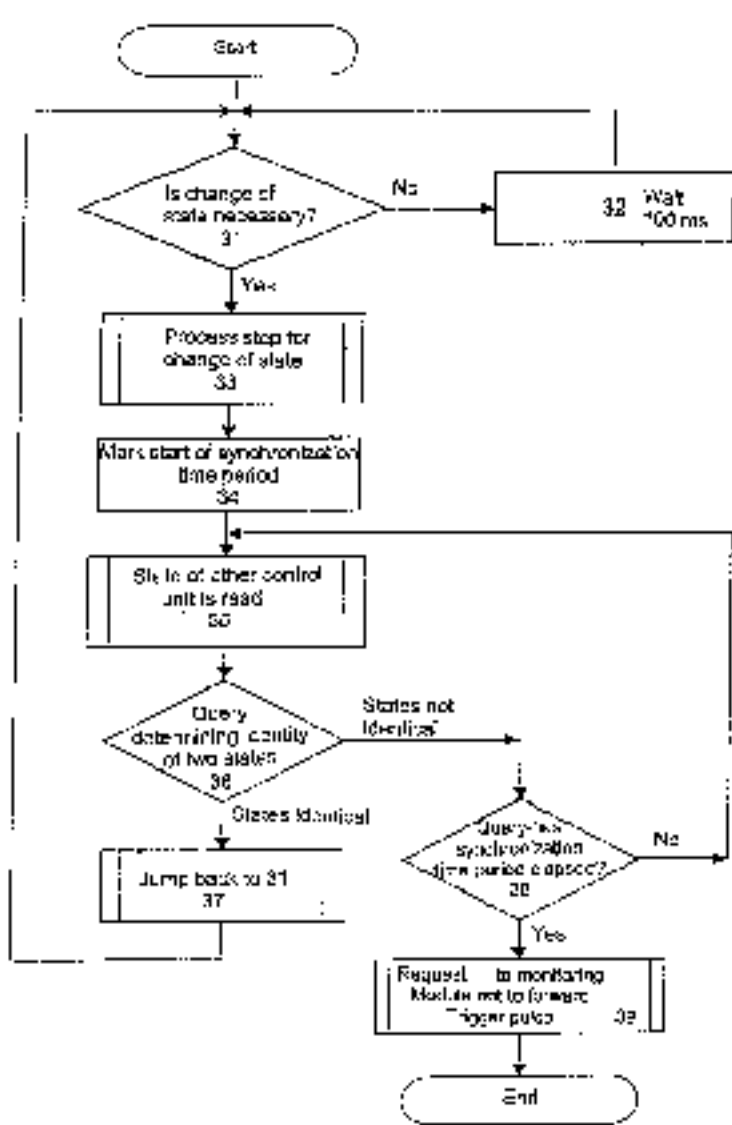 Start
Is change of
state necessary?
31
No
32 Wait
100 ms
Yes
Process step for
change of state
33
Mark start of synchronization
time period
34
State of other control
unit is read
35
Query
determining identity
of two states
36
States not
Identical
States Identical
Jump back to 31
37
Query-has
synchronization
time period elapsed?
38
No
Yes
Request to monitoring
Module not to forward
Trigger pulse 39
End